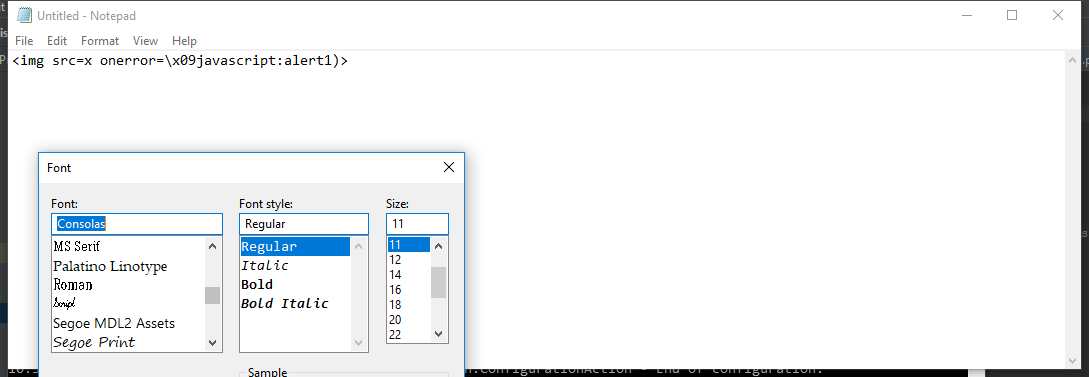 Untitled - Notepad
File Edit Format View Help
<img src=x onerror=\x09javascript:alert1)>
Font
Font: Font style: Size:
Consolas Regular 11
MS Serif Regular 11
Palatino Linotype Italic 12
Roman Bold 14
Script Bold Italic 16
Segoe MDL2 Assets 18
Segoe Print 20
22
Sample
.ConfigurationAction - End of configuration.